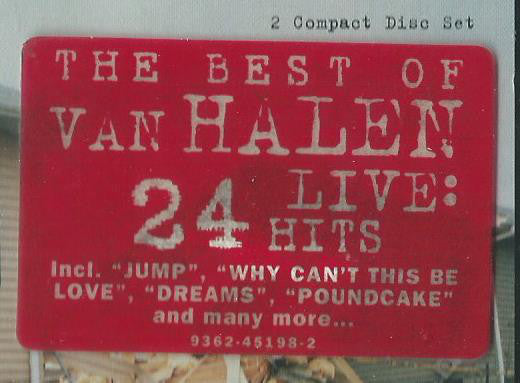 2 Compact Disc Set
THE BEST OF
VAN HALEN
LIVE:
24 HITS
Incl. “JUMP”, “WHY CAN’T THIS BE
LOVE”, “DREAMS”, “POUNDCAKE”
and many more...
9362-45198-2